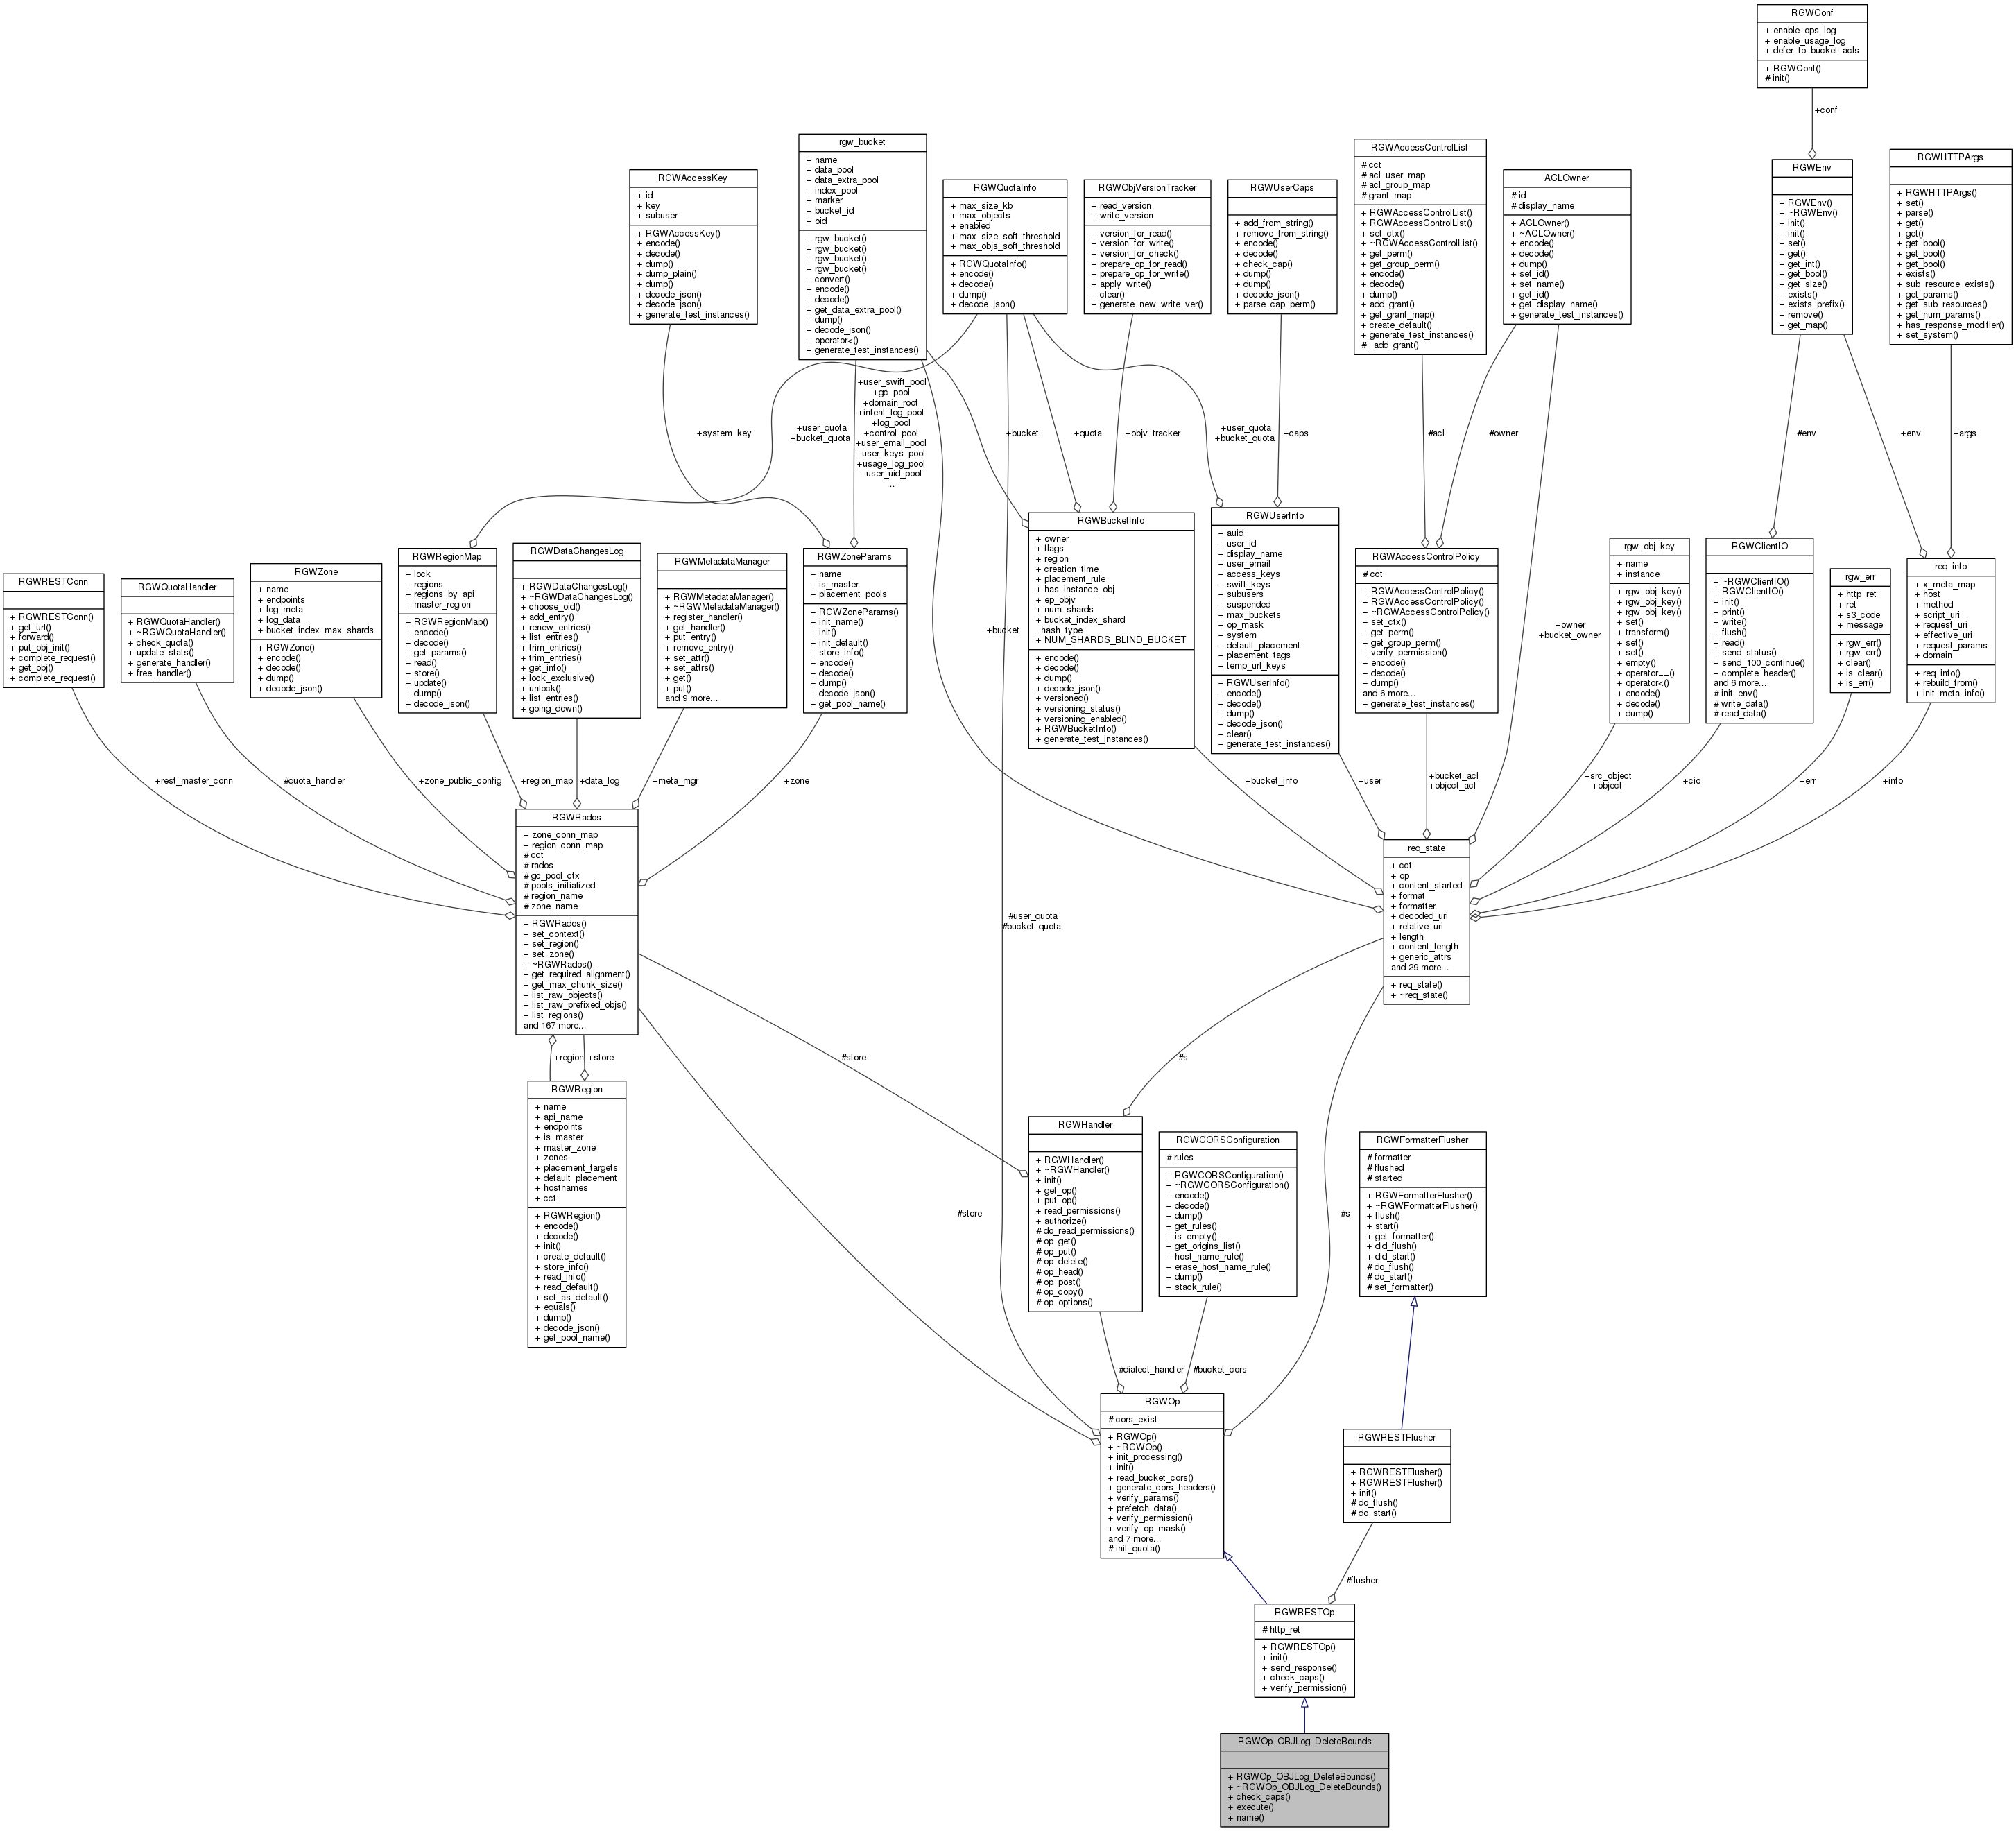 RGWConf
+ enable_ops_log
+ enable_usage_log
+ defer_to_bucket_acls
+ RGWConf()
# init()
+conf
rgw_bucket
+ name
+ data_pool
+ data_extra_pool
+ index_pool
+ marker
+ bucket_id
+ oid
+ rgw_bucket()
+ rgw_bucket()
+ rgw_bucket()
+ rgw_bucket()
+ convert()
+ encode()
+ decode()
+ get_data_extra_pool()
+ dump()
+ decode_json()
+ operator<()
+ generate_test_instances()
RGWAccessControlList
# cct
# acl_user_map
# acl_group_map
# grant_map
+ RGWAccessControlList()
+ RGWAccessControlList()
+ set_ctx()
+ ~RGWAccessControlList()
+ get_perm()
+ get_group_perm()
+ encode()
+ decode()
+ dump()
+ add_grant()
+ get_grant_map()
+ create_default()
+ generate_test_instances()
# _add_grant()
RGWHTTPArgs
+ RGWHTTPArgs()
+ set()
+ parse()
+ get()
+ get()
+ get_bool()
+ get_bool()
+ get_bool()
+ exists()
+ sub_resource_exists()
+ get_params()
+ get_sub_resources()
+ get_num_params()
+ has_response_modifier()
+ set_system()
RGWEnv
+ RGWEnv()
+ ~RGWEnv()
+ init()
+ init()
+ set()
+ get()
+ get_int()
+ get_bool()
+ get_size()
+ exists()
+ exists_prefix()
+ remove()
+ get_map()
RGWAccessKey
+ id
+ key
+ subuser
+ RGWAccessKey()
+ encode()
+ decode()
+ dump()
+ dump_plain()
+ dump()
+ decode_json()
+ decode_json()
+ generate_test_instances()
RGWQuotaInfo
+ max_size_kb
+ max_objects
+ enabled
+ max_size_soft_threshold
+ max_objs_soft_threshold
+ RGWQuotaInfo()
+ encode()
+ decode()
+ dump()
+ decode_json()
RGWObjVersionTracker
+ read_version
+ write_version
+ version_for_read()
+ version_for_write()
+ version_for_check()
+ prepare_op_for_read()
+ prepare_op_for_write()
+ apply_write()
+ clear()
+ generate_new_write_ver()
RGWUserCaps
+ add_from_string()
+ remove_from_string()
+ encode()
+ decode()
+ check_cap()
+ dump()
+ dump()
+ decode_json()
+ parse_cap_perm()
ACLOwner
# id
# display_name
+ ACLOwner()
+ ~ACLOwner()
+ encode()
+ decode()
+ dump()
+ set_id()
+ set_name()
+ get_id()
+ get_display_name()
+ generate_test_instances()
+system_key
+user_quota
+bucket_quota
+user_swift_pool
+gc_pool
+domain_root
+intent_log_pool
+log_pool
+control_pool
+user_email_pool
+user_keys_pool
+usage_log_pool
+user_uid_pool
...
+bucket
+quota
+objv_tracker
+user_quota
+bucket_quota
+caps
#acl
#owner
#env
+env
+args
RGWRESTConn
+ RGWRESTConn()
+ get_url()
+ forward()
+ put_obj_init()
+ complete_request()
+ get_obj()
+ complete_request()
RGWQuotaHandler
+ RGWQuotaHandler()
+ ~RGWQuotaHandler()
+ check_quota()
+ update_stats()
+ generate_handler()
+ free_handler()
RGWZone
+ name
+ endpoints
+ log_meta
+ log_data
+ bucket_index_max_shards
+ RGWZone()
+ encode()
+ decode()
+ dump()
+ decode_json()
RGWRegionMap
+ lock
+ regions
+ regions_by_api
+ master_region
+ RGWRegionMap()
+ encode()
+ decode()
+ get_params()
+ read()
+ store()
+ update()
+ dump()
+ decode_json()
RGWDataChangesLog
+ RGWDataChangesLog()
+ ~RGWDataChangesLog()
+ choose_oid()
+ add_entry()
+ renew_entries()
+ list_entries()
+ trim_entries()
+ trim_entries()
+ get_info()
+ lock_exclusive()
+ unlock()
+ list_entries()
+ going_down()
RGWMetadataManager
+ RGWMetadataManager()
+ ~RGWMetadataManager()
+ register_handler()
+ get_handler()
+ put_entry()
+ remove_entry()
+ set_attr()
+ set_attrs()
+ get()
+ put()
and 9 more...
RGWZoneParams
+ name
+ is_master
+ placement_pools
+ RGWZoneParams()
+ init_name()
+ init()
+ init_default()
+ store_info()
+ encode()
+ decode()
+ dump()
+ decode_json()
+ get_pool_name()
RGWBucketInfo
+ owner
+ flags
+ region
+ creation_time
+ placement_rule
+ has_instance_obj
+ ep_objv
+ num_shards
+ bucket_index_shard
_hash_type
+ NUM_SHARDS_BLIND_BUCKET
+ encode()
+ decode()
+ dump()
+ decode_json()
+ versioned()
+ versioning_status()
+ versioning_enabled()
+ RGWBucketInfo()
+ generate_test_instances()
RGWUserInfo
+ auid
+ user_id
+ display_name
+ user_email
+ access_keys
+ swift_keys
+ subusers
+ suspended
+ max_buckets
+ op_mask
+ system
+ default_placement
+ placement_tags
+ temp_url_keys
+ RGWUserInfo()
+ encode()
+ decode()
+ dump()
+ decode_json()
+ clear()
+ generate_test_instances()
RGWAccessControlPolicy
# cct
+ RGWAccessControlPolicy()
+ RGWAccessControlPolicy()
+ ~RGWAccessControlPolicy()
+ set_ctx()
+ get_perm()
+ get_group_perm()
+ verify_permission()
+ encode()
+ decode()
+ dump()
and 6 more...
+ generate_test_instances()
rgw_obj_key
+ name
+ instance
+ rgw_obj_key()
+ rgw_obj_key()
+ rgw_obj_key()
+ set()
+ transform()
+ set()
+ set()
+ empty()
+ operator==()
+ operator<()
+ encode()
+ decode()
+ dump()
RGWClientIO
+ ~RGWClientIO()
+ RGWClientIO()
+ init()
+ print()
+ write()
+ flush()
+ read()
+ send_status()
+ send_100_continue()
+ complete_header()
and 6 more...
# init_env()
# write_data()
# read_data()
rgw_err
+ http_ret
+ ret
+ s3_code
+ message
+ rgw_err()
+ rgw_err()
+ clear()
+ is_clear()
+ is_err()
req_info
+ x_meta_map
+ host
+ method
+ script_uri
+ request_uri
+ effective_uri
+ request_params
+ domain
+ req_info()
+ rebuild_from()
+ init_meta_info()
+bucket
+owner
+bucket_owner
+rest_master_conn
#quota_handler
+zone_public_config
+region_map
+data_log
+meta_mgr
+zone
+bucket_info
+user
+bucket_acl
+object_acl
+src_object
+object
+cio
+err
+info
RGWRados
+ zone_conn_map
+ region_conn_map
# cct
# rados
# gc_pool_ctx
# pools_initialized
# region_name
# zone_name
+ RGWRados()
+ set_context()
+ set_region()
+ set_zone()
+ ~RGWRados()
+ get_required_alignment()
+ get_max_chunk_size()
+ list_raw_objects()
+ list_raw_prefixed_objs()
+ list_regions()
and 167 more...
req_state
+ cct
+ op
+ content_started
+ format
+ formatter
+ decoded_uri
+ relative_uri
+ length
+ content_length
+ generic_attrs
and 29 more...
+ req_state()
+ ~req_state()
#user_quota
#bucket_quota
+region
+store
#store
#s
RGWRegion
+ name
+ api_name
+ endpoints
+ is_master
+ master_zone
+ zones
+ placement_targets
+ default_placement
+ hostnames
+ cct
+ RGWRegion()
+ encode()
+ decode()
+ init()
+ create_default()
+ store_info()
+ read_info()
+ read_default()
+ set_as_default()
+ equals()
+ dump()
+ decode_json()
+ get_pool_name()
RGWHandler
+ RGWHandler()
+ ~RGWHandler()
+ init()
+ get_op()
+ put_op()
+ read_permissions()
+ authorize()
# do_read_permissions()
# op_get()
# op_put()
# op_delete()
# op_head()
# op_post()
# op_copy()
# op_options()
RGWCORSConfiguration
# rules
+ RGWCORSConfiguration()
+ ~RGWCORSConfiguration()
+ encode()
+ decode()
+ dump()
+ get_rules()
+ is_empty()
+ get_origins_list()
+ host_name_rule()
+ erase_host_name_rule()
+ dump()
+ stack_rule()
RGWFormatterFlusher
# formatter
# flushed
# started
+ RGWFormatterFlusher()
+ ~RGWFormatterFlusher()
+ flush()
+ start()
+ get_formatter()
+ did_flush()
+ did_start()
# do_flush()
# do_start()
# set_formatter()
#store
#s
#dialect_handler
#bucket_cors
RGWOp
# cors_exist
+ RGWOp()
+ ~RGWOp()
+ init_processing()
+ init()
+ read_bucket_cors()
+ generate_cors_headers()
+ verify_params()
+ prefetch_data()
+ verify_permission()
+ verify_op_mask()
and 7 more...
# init_quota()
RGWRESTFlusher
+ RGWRESTFlusher()
+ RGWRESTFlusher()
+ init()
# do_flush()
# do_start()
#flusher
RGWRESTOp
# http_ret
+ RGWRESTOp()
+ init()
+ send_response()
+ check_caps()
+ verify_permission()
RGWOp_OBJLog_DeleteBounds
+ RGWOp_OBJLog_DeleteBounds()
+ ~RGWOp_OBJLog_DeleteBounds()
+ check_caps()
+ execute()
+ name()